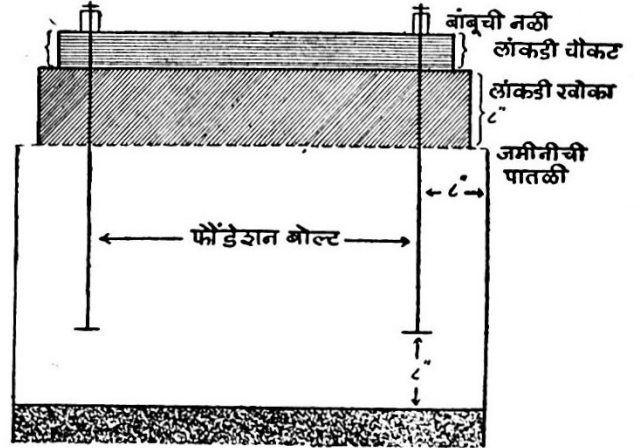 बांबूची नळी
लांकडी चौकट
लांकडी खोका
८"
जमीनीची
पातळी
८"
फौंडेशन बोल्ट
८"